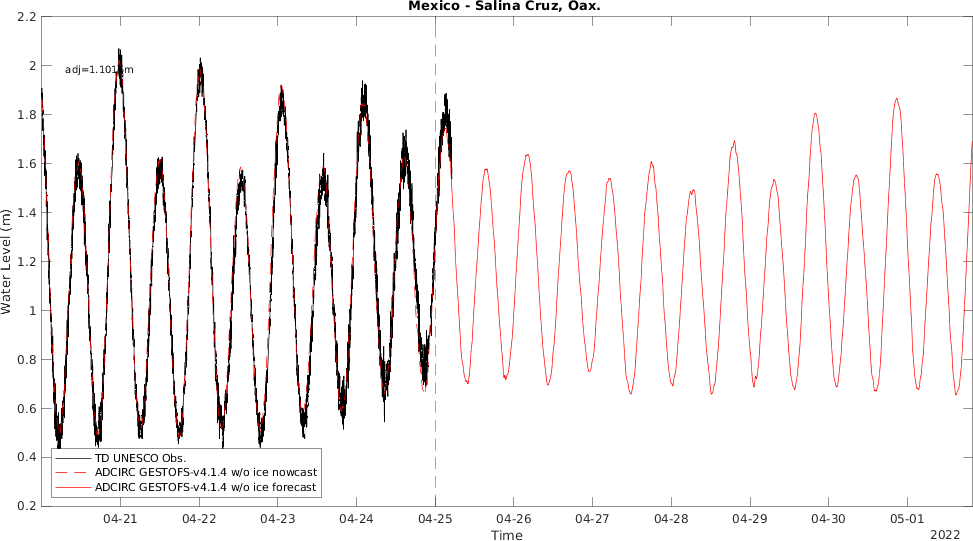 Mexico - Salina Cruz, Oax.
2.2
2
1.8
1.6
1.4
1.2
1
0.8
0.6
0.4
0.2
Water Level (m)
TD UNESCO Obs.
ADCIRC GESTOFS-v4.1.4 w/o ice nowcast
ADCIRC GESTOFS-v4.1.4 w/o ice forecast
04-21 04-22 04-23 04-24 04-25 04-26 04-27 04-28 04-29 04-30 05-01
Time
2022